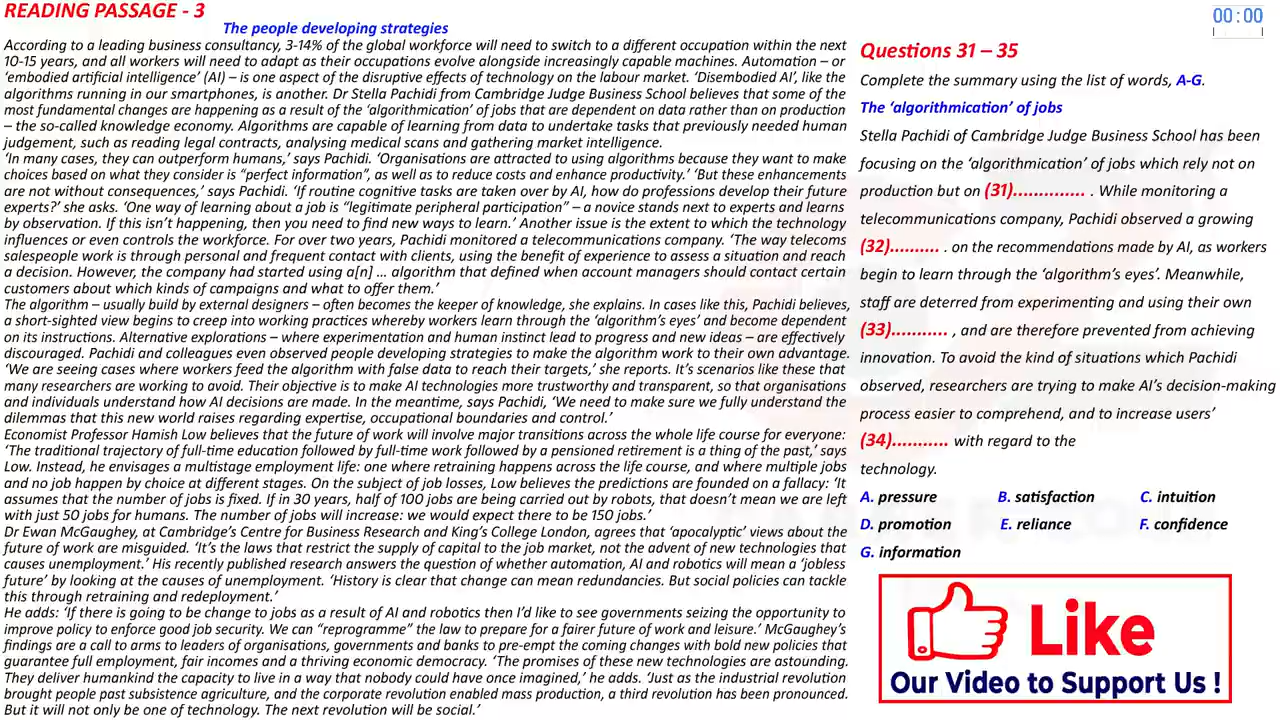 READING PASSAGE - 3
The people developing strategies
According to a leading business consultancy, 3-14% of the global workforce will need to switch to a different occupation within the next
10-15 years, and all workers will need to adapt as their occupations evolve alongside increasingly capable machines. Automation – or
‘embodied artificial intelligence’ (AI) – is one aspect of the disruptive effects of technology on the labour market. ‘Disembodied AI’, like the
algorithms running in our smartphones, is another. Dr Stella Pachidi from Cambridge Judge Business School believes that some of the
most fundamental changes are happening as a result of the ‘algorithmication’ of jobs that are dependent on data rather than on production
– the so-called knowledge economy. Algorithms are capable of learning from data to undertake tasks that previously needed human
judgement, such as reading legal contracts, analysing medical scans and gathering market intelligence.
‘In many cases, they can outperform humans,’ says Pachidi. ‘Organisations are attracted to using algorithms because they want to make
choices based on what they consider is “perfect information”, as well as to reduce costs and enhance productivity.’ ‘But these enhancements
are not without consequences,’ says Pachidi. ‘If routine cognitive tasks are taken over by AI, how do professions develop their future
experts?’ she asks. ‘One way of learning about a job is “legitimate peripheral participation” – a novice stands next to experts and learns
by observation. If this isn’t happening, then you need to find new ways to learn.’ Another issue is the extent to which the technology
influences or even controls the workforce. For over two years, Pachidi monitored a telecommunications company. ‘The way telecoms
salespeople work is through personal and frequent contact with clients, using the benefit of experience to assess a situation and reach
a decision. However, the company had started using a[n] ... algorithm that defined when account managers should contact certain
customers about which kinds of campaigns and what to offer them.’
The algorithm – usually build by external designers – often becomes the keeper of knowledge, she explains. In cases like this, Pachidi believes,
a short-sighted view begins to creep into working practices whereby workers learn through the ‘algorithm’s eyes’ and become dependent
on its instructions. Alternative explorations – where experimentation and human instinct lead to progress and new ideas – are effectively
discouraged. Pachidi and colleagues even observed people developing strategies to make the algorithm work to their own advantage.
‘We are seeing cases where workers feed the algorithm with false data to reach their targets,’ she reports. It’s scenarios like these that
many researchers are working to avoid. Their objective is to make AI technologies more trustworthy and transparent, so that organisations
and individuals understand how AI decisions are made. In the meantime, says Pachidi, ‘We need to make sure we fully understand the
dilemmas that this new world raises regarding expertise, occupational boundaries and control.’
Economist Professor Hamish Low believes that the future of work will involve major transitions across the whole life course for everyone:
‘The traditional trajectory of full-time education followed by full-time work followed by a pensioned retirement is a thing of the past,’ says
Low. Instead, he envisages a multistage employment life: one where retraining happens across the life course, and where multiple jobs
and no job happen by choice at different stages. On the subject of job losses, Low believes the predictions are founded on a fallacy: ‘It
assumes that the number of jobs is fixed. If in 30 years, half of 100 jobs are being carried out by robots, that doesn’t mean we are left
with just 50 jobs for humans. The number of jobs will increase: we would expect there to be 150 jobs.’
Dr Ewan McGaughey, at Cambridge’s Centre for Business Research and King’s College London, agrees that ‘apocalyptic’ views about the
future of work are misguided. ‘It’s the laws that restrict the supply of capital to the job market, not the advent of new technologies that
causes unemployment.’ His recently published research answers the question of whether automation, AI and robotics will mean a ‘jobless
future’ by looking at the causes of unemployment. ‘History is clear that change can mean redundancies. But social policies can tackle
this through retraining and redeployment.’
He adds: ‘If there is going to be change to jobs as a result of AI and robotics then I’d like to see governments seizing the opportunity to
improve policy to enforce good job security. We can “reprogramme” the law to prepare for a fairer future of work and leisure.’ McGaughey’s
findings are a call to arms to leaders of organisations, governments and banks to pre-empt the coming changes with bold new policies that
guarantee full employment, fair incomes and a thriving economic democracy. ‘The promises of these new technologies are astounding.
They deliver humankind the capacity to live in a way that nobody could have once imagined,’ he adds. ‘Just as the industrial revolution
brought people past subsistence agriculture, and the corporate revolution enabled mass production, a third revolution has been pronounced.
But it will not only be one of technology. The next revolution will be social.’
00:00
Questions 31 – 35
Complete the summary using the list of words, A-G.
The ‘algorithmication’ of jobs
Stella Pachidi of Cambridge Judge Business School has been
focusing on the ‘algorithmication’ of jobs which rely not on
production but on (31).............. . While monitoring a
telecommunications company, Pachidi observed a growing
(32).......... . on the recommendations made by AI, as workers
begin to learn through the ‘algorithm’s eyes’. Meanwhile,
staff are deterred from experimenting and using their own
(33)........... , and are therefore prevented from achieving
innovation. To avoid the kind of situations which Pachidi
observed, researchers are trying to make AI’s decision-making
process easier to comprehend, and to increase users’
(34)........... with regard to the
technology.
A. pressure B. satisfaction C. intuition
D. promotion E. reliance F. confidence
G. information
Like
Our Video to Support Us !